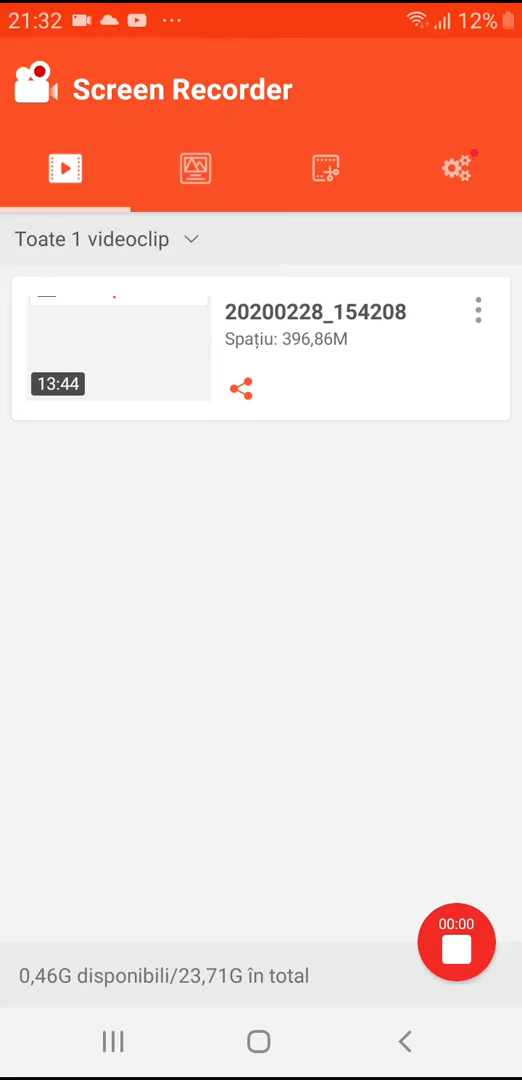 21:32
12%
Screen Recorder
Toate 1 videoclip
20200228_154208
Spațiu: 396,86M
13:44
00:00
0,46G disponibili/23,71G în total